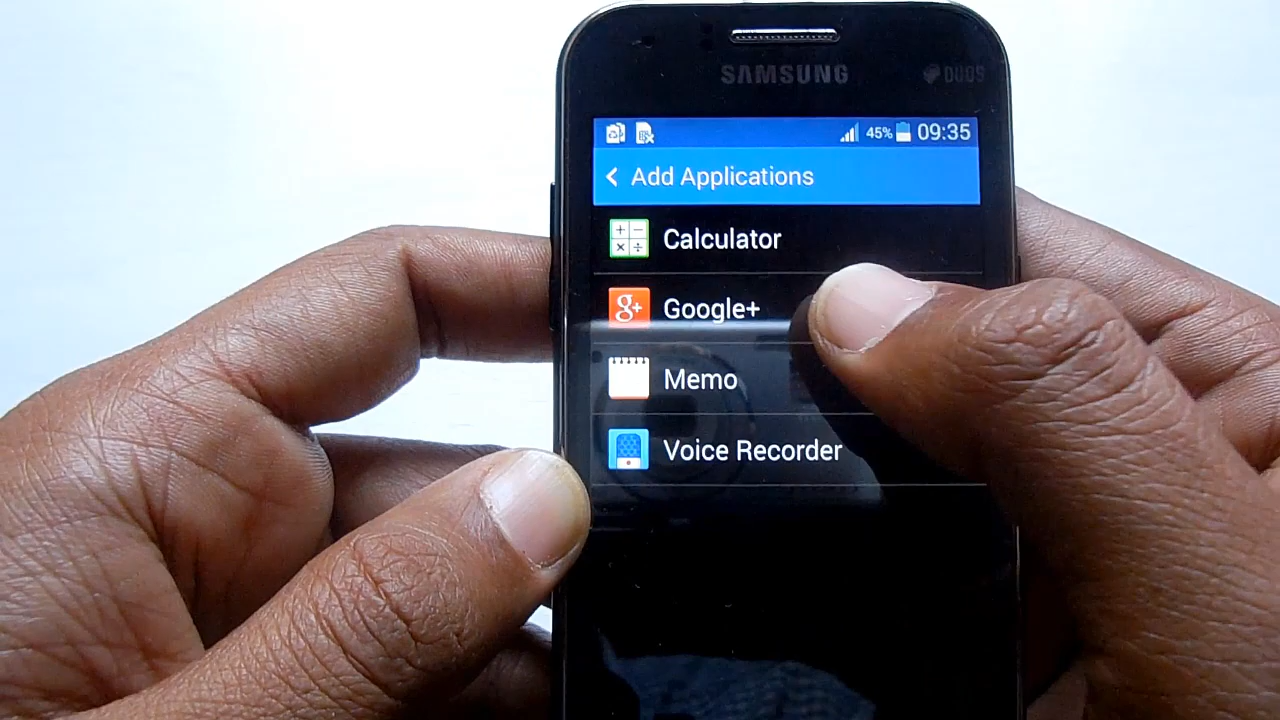 SAMSUNG DUOS
45% 09:35
< Add Applications
Calculator
g+ Google+
Memo
Voice Recorder